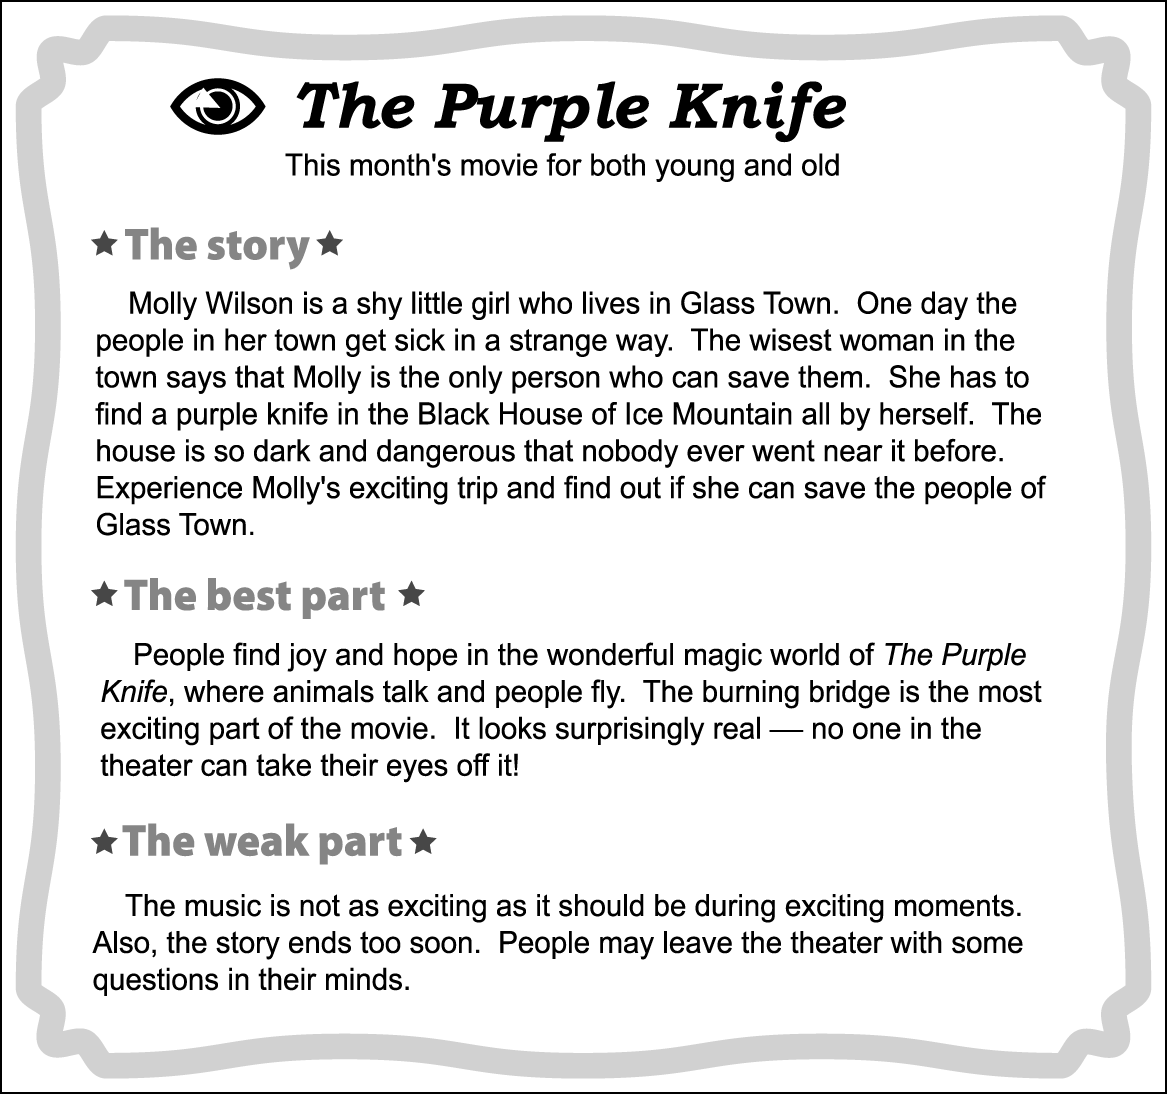 The Purple Knife
This month's movie for both young and old
★The story★
Molly Wilson is a shy little girl who lives in Glass Town.  One day the
people in her town get sick in a strange way.  The wisest woman in the
town says that Molly is the only person who can save them.  She has to
find a purple knife in the Black House of Ice Mountain all by herself.  The
house is so dark and dangerous that nobody ever went near it before.
Experience Molly's exciting trip and find out if she can save the people of
Glass Town.
★The best part ★
People find joy and hope in the wonderful magic world of The Purple
Knife, where animals talk and people fly.  The burning bridge is the most
exciting part of the movie.  It looks surprisingly real — no one in the
theater can take their eyes off it!
★The weak part★
The music is not as exciting as it should be during exciting moments.
Also, the story ends too soon.  People may leave the theater with some
questions in their minds.